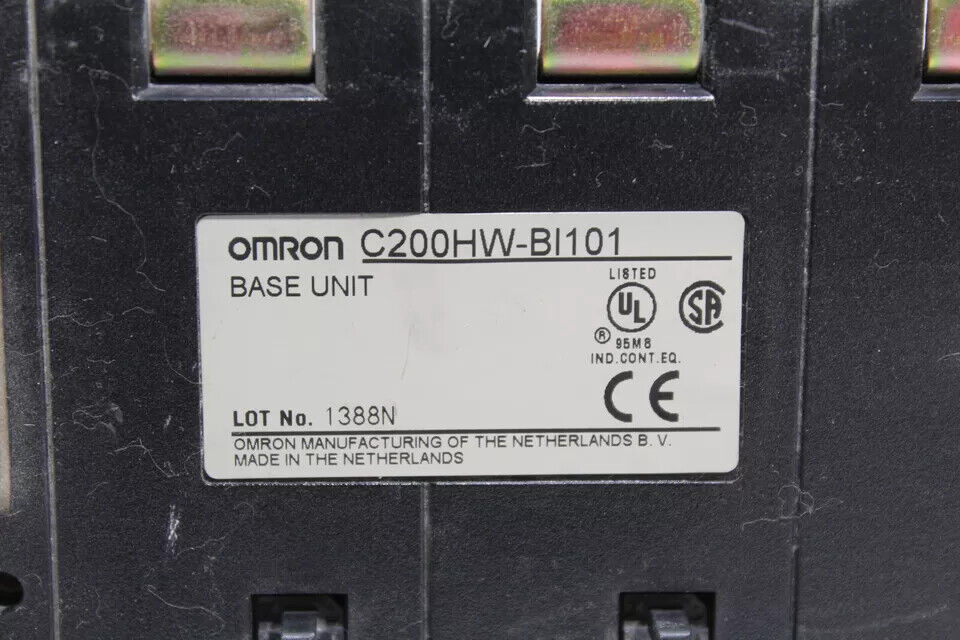 OMRON C200HW-BI101
BASE UNIT
LISTED
UL
SA
®
95M8
IND.CONT.EQ.
CE
LOT No. 1388N
OMRON MANUFACTURING OF THE NETHERLANDS B.V.
MADE IN THE NETHERLANDS